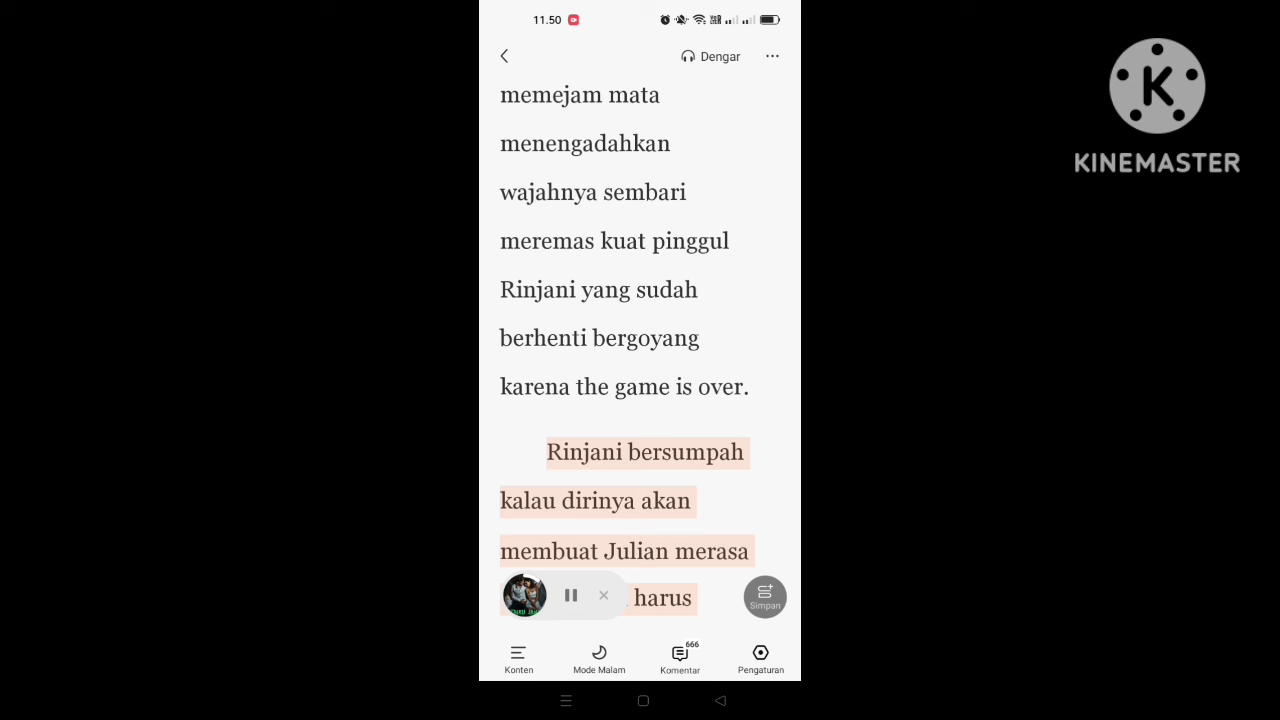 11.50
Dengar
memejam mata
menengadahkan
wajahnya sembari
meremas kuat pinggul
Rinjani yang sudah
berhenti bergoyang
karena the game is over.
Rinjani bersumpah
kalau dirinya akan
membuat Julian merasa
harus
Simpan
Konten
Mode Malam
666
Komentar
Pengaturan
K
KINEMASTER